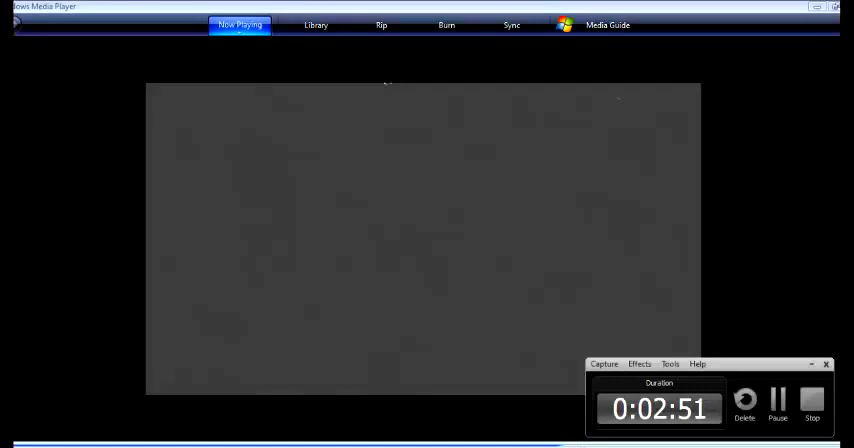 dows Media Player
Now Playing
Library
Rip
Burn
Sync
Media Guide
Capture Effects Tools Help
Duration
0:02:51
Delete
Pause
Stop